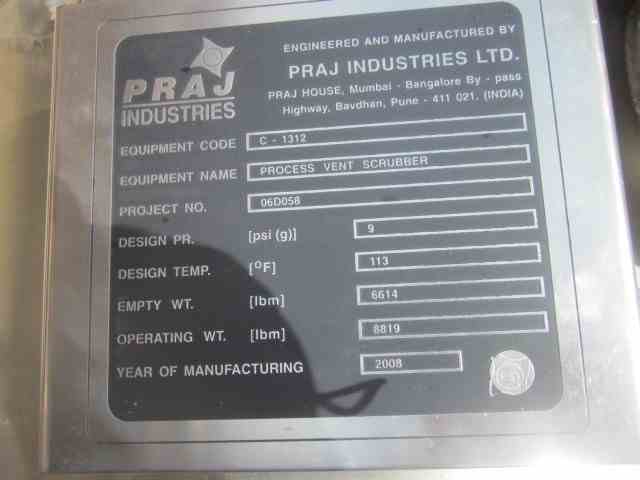 PRAJ
INDUSTRIES
ENGINEERED AND MANUFACTURED BY
PRAJ INDUSTRIES LTD.
PRAJ HOUSE, Mumbai - Bangalore By - pass
Highway, Bavdhan, Pune - 411 021. (INDIA)
EQUIPMENT CODE C - 1312
EQUIPMENT NAME PROCESS VENT SCRUBBER
PROJECT NO. 06D058
DESIGN PR. [psi (g)] 9
DESIGN TEMP. [°F] 113
EMPTY WT. [lbm] 6614
OPERATING WT. [lbm] 8819
YEAR OF MANUFACTURING 2008